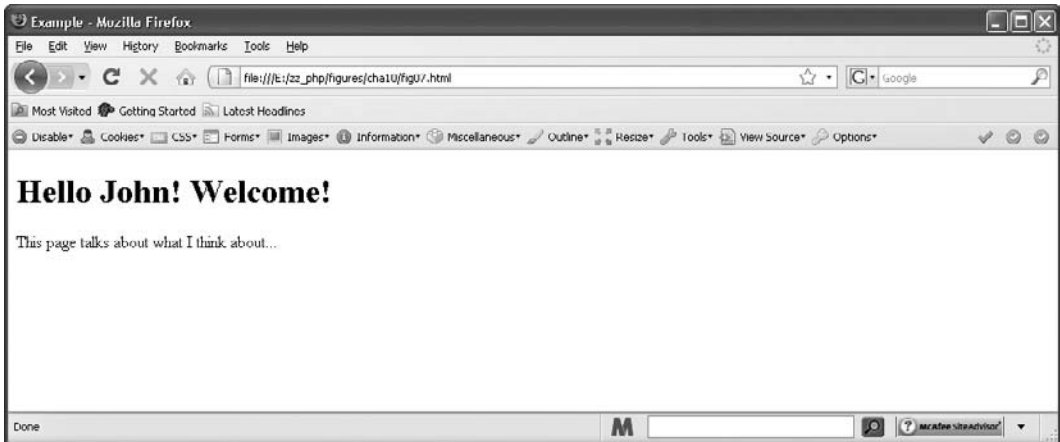 Example - Mozilla Firefox
File Edit View History Bookmarks Tools Help
file:///E:/zz_php/figures/cha10/fig07.html G Google
Most Visited Getting Started Latest Headlines
Disable Cookies CSS Forms Images Information Miscellaneous Outline Resize Tools View Source Options
Hello John! Welcome!
This page talks about what I think about...
Done M ? McAfee SiteAdvisor